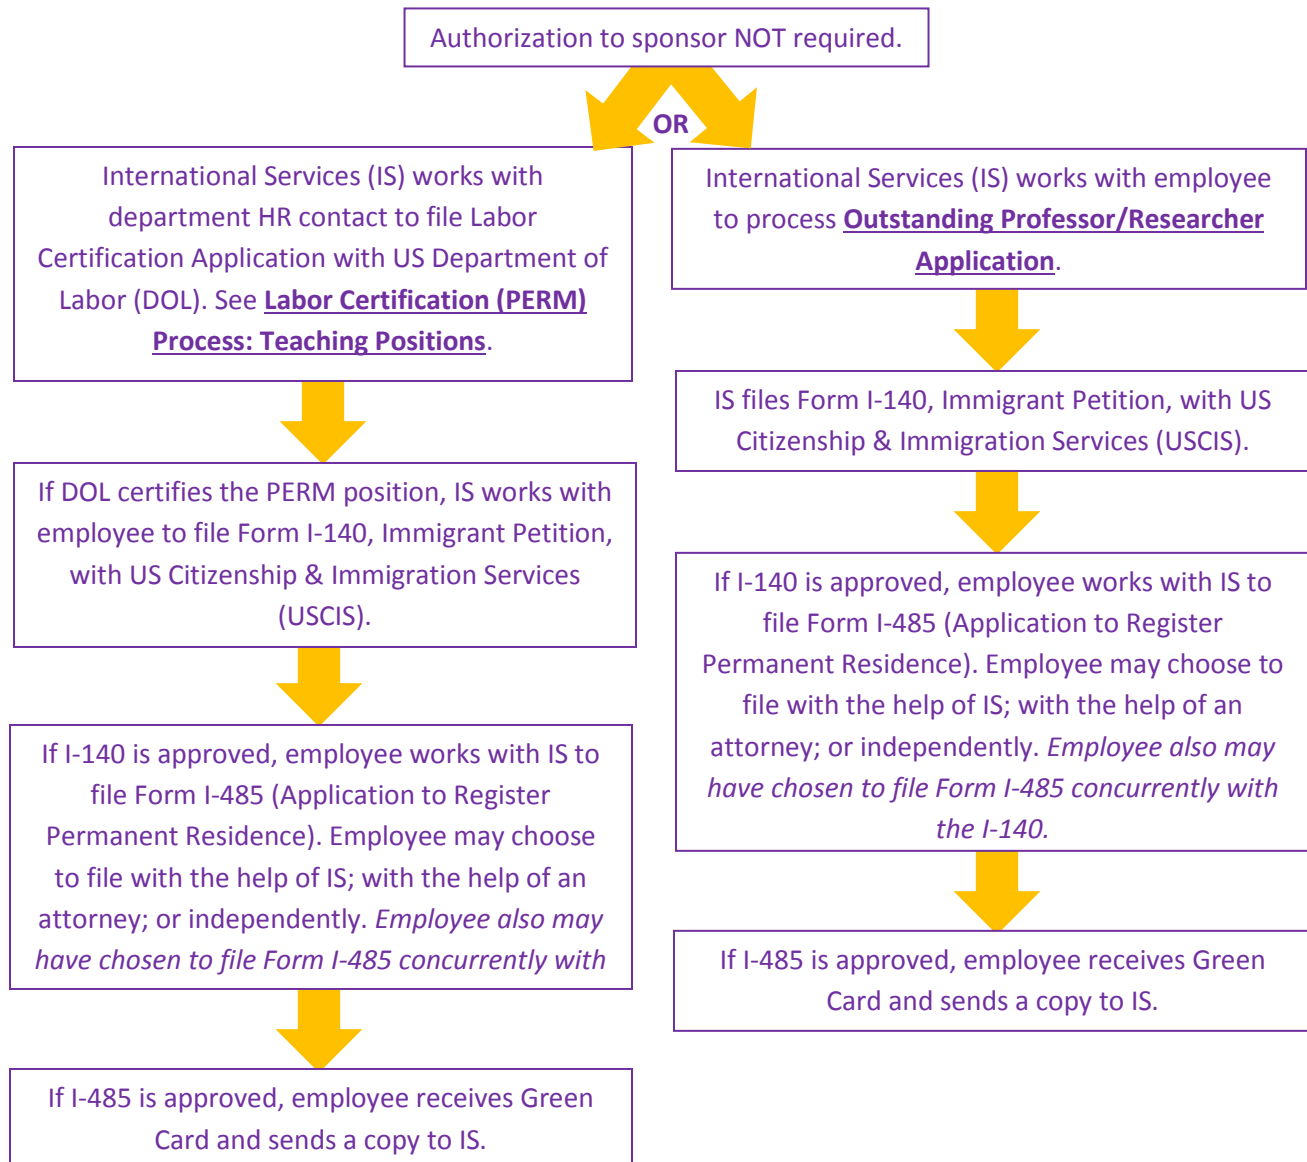 Authorization to sponsor NOT required.
OR
International Services (IS) works with
department HR contact to file Labor
Certification Application with US Department of
Labor (DOL). See Labor Certification (PERM)
Process: Teaching Positions.
If DOL certifies the PERM position, IS works with
employee to file Form I-140, Immigrant Petition,
with US Citizenship & Immigration Services
(USCIS).
If I-140 is approved, employee works with IS to
file Form I-485 (Application to Register
Permanent Residence). Employee may choose
to file with the help of IS; with the help of an
attorney; or independently. Employee also may
have chosen to file Form I-485 concurrently with
If I-485 is approved, employee receives Green
Card and sends a copy to IS.
International Services (IS) works with employee
to process Outstanding Professor/Researcher
Application.
IS files Form I-140, Immigrant Petition, with US
Citizenship & Immigration Services (USCIS).
If I-140 is approved, employee works with IS to
file Form I-485 (Application to Register
Permanent Residence). Employee may choose to
file with the help of IS; with the help of an
attorney; or independently. Employee also may
have chosen to file Form I-485 concurrently with
the I-140.
If I-485 is approved, employee receives Green
Card and sends a copy to IS.